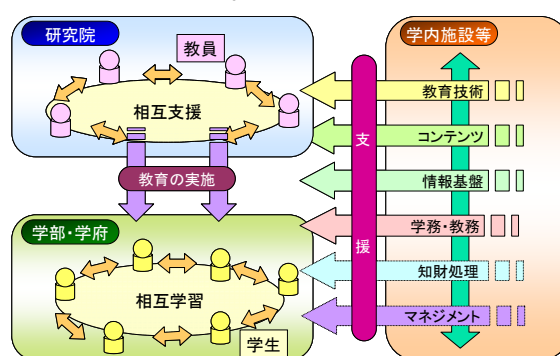 研究院
教員
相互支援
教育の実施
学部・学府
相互学習
学生
支援
学内施設等
教育技術
コンテンツ
情報基盤
学務・教務
知財処理
マネジメント